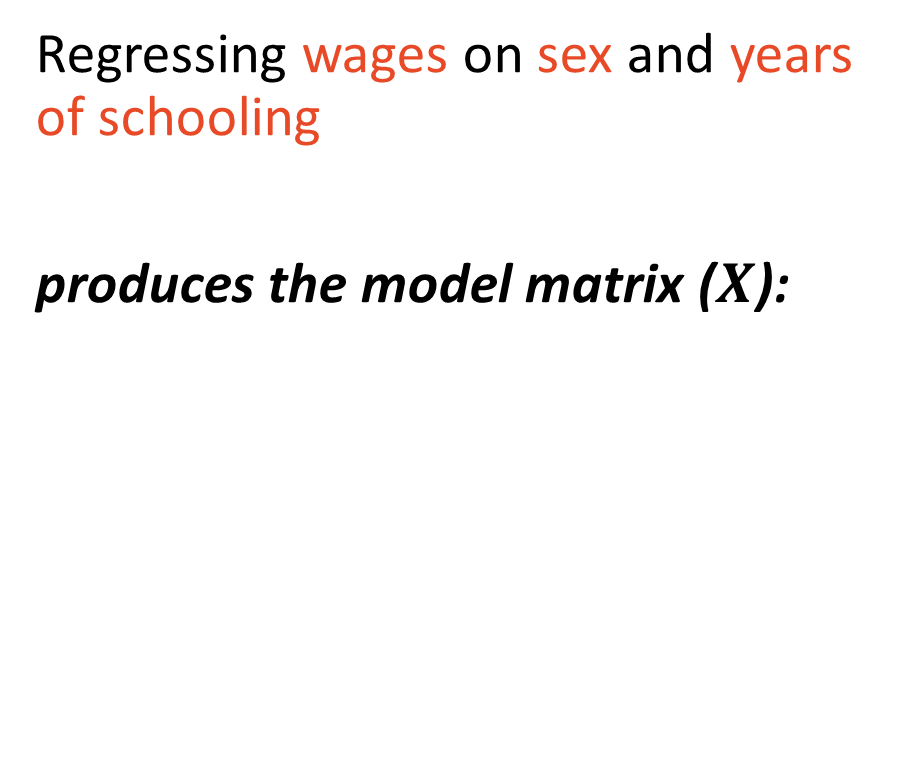 Regressing wages on sex and years
of schooling
produces the model matrix (X):